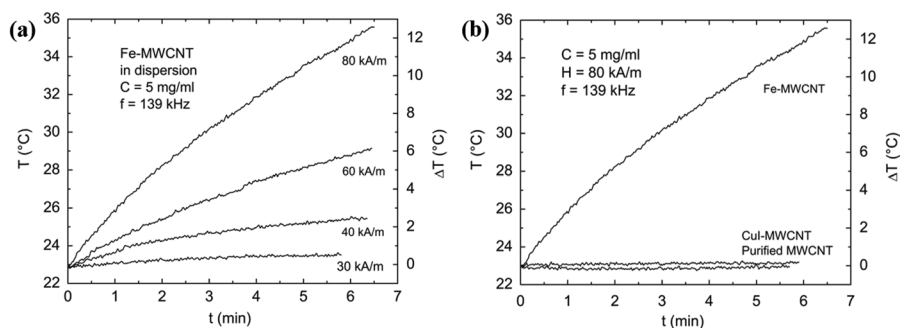 (a)
Fe-MWCNT
in dispersion
C = 5 mg/ml
f = 139 kHz
80 kA/m
60 kA/m
40 kA/m
30 kA/m
36
34
32
30
28
26
24
22
T (°C)
12
10
8
6
4
2
0
ΔT (°C)
0 1 2 3 4 5 6 7
t (min)
(b)
C = 5 mg/ml
H = 80 kA/m
f = 139 kHz
Fe-MWCNT
CuI-MWCNT
Purified MWCNT
36
34
32
30
28
26
24
22
T (°C)
12
10
8
6
4
2
0
ΔT (°C)
0 1 2 3 4 5 6 7
t (min)